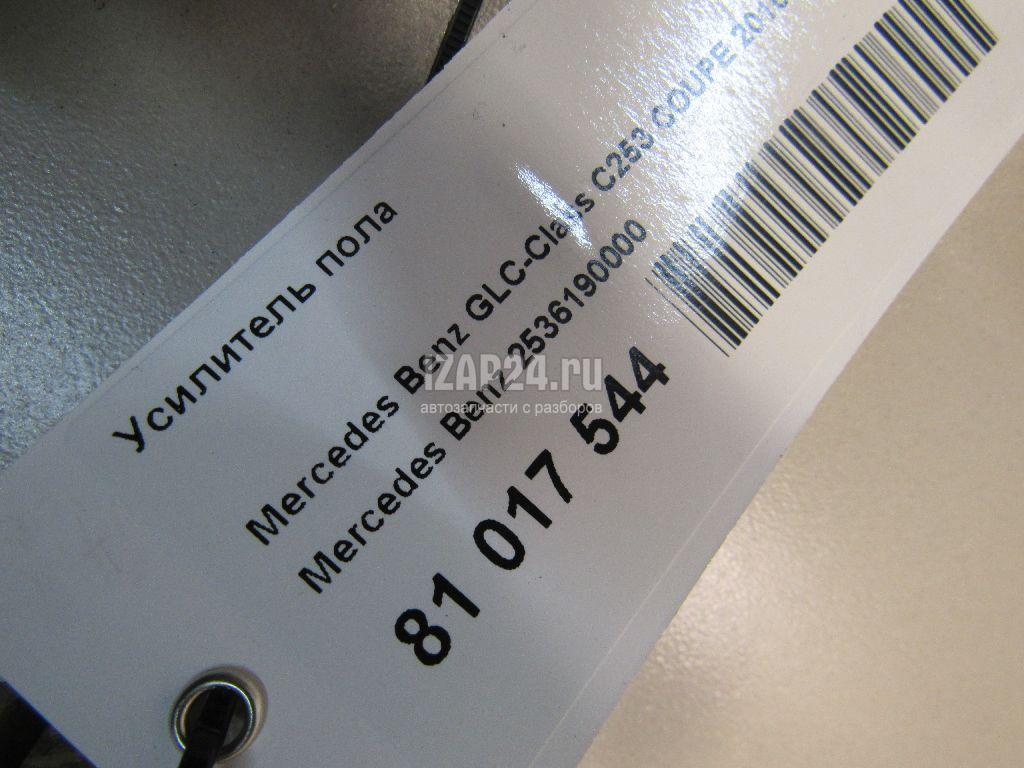 Усилитель пола
Mercedes Benz GLC-Class C253 COUPE
Mercedes Benz 2536190000
81 017 544
IZAP24.ru
автозапчасти с разборов